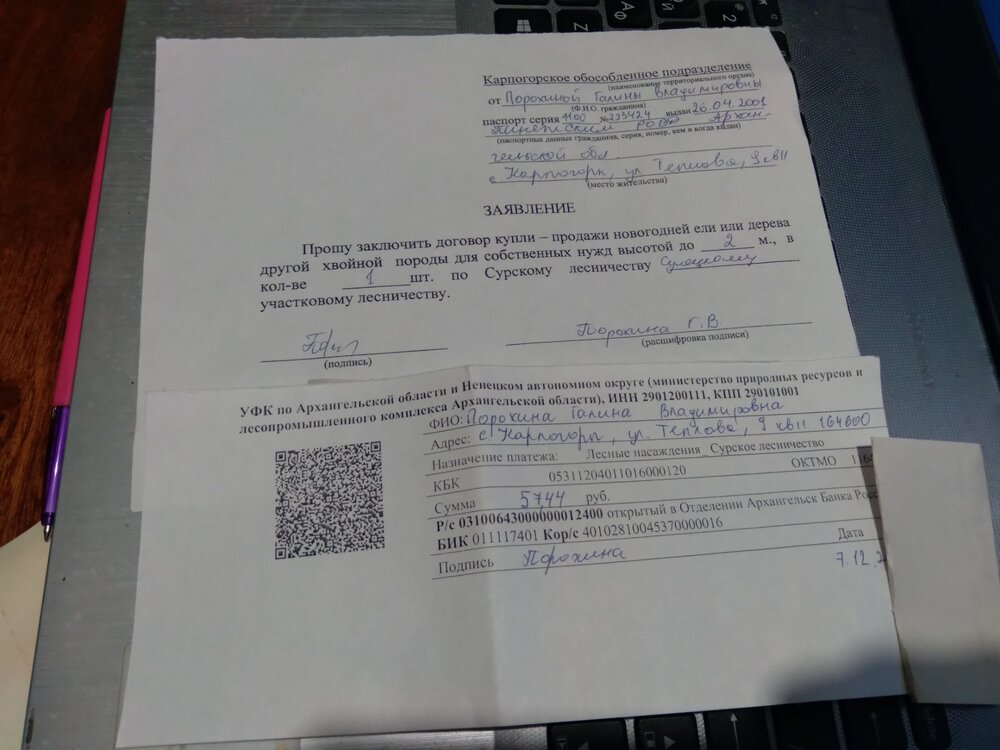 Карпогорское обособленное подразделение
(наименование территориального органа)
от Порохиной Галины Владимировны
(Ф.И.О. гражданина)
паспорт серия 1100 №223424 выдан 26.04.2001
Пинежским РОВД Архан-
(паспортные данные гражданина, серия, номер, кем и когда выдан)
гельской обл.
с Карпогоры, ул Теплова, 9 кв11
(место жительства)
ЗАЯВЛЕНИЕ
Прошу заключить договор купли – продажи новогодней ели или дерева
другой хвойной породы для собственных нужд высотой до 2 м., в
кол-ве 1 шт. по Сурскому лесничеству
участковому лесничеству.
Порохина Г.В.
(подпись) (расшифровка подписи)
УФК по Архангельской области и Ненецком автономном округе (министерство природных ресурсов и
лесопромышленного комплекса Архангельской области), ИНН 2901200111, КПП 290101001
ФИО: Порохина Галина Владимировна
Адрес: с. Карпогоры, ул. Теплова, 9 кв11 164600
Назначение платежа: Лесные насаждения_ Сурское лесничество
КБК 05311204011016000120 ОКТМО
Сумма 57,44 руб.
Р/с 03100643000000012400 открытый в Отделении Архангельск Банка Рос
БИК 011117401 Кор/с 40102810045370000016
Подпись Порохина Дата
7.12.